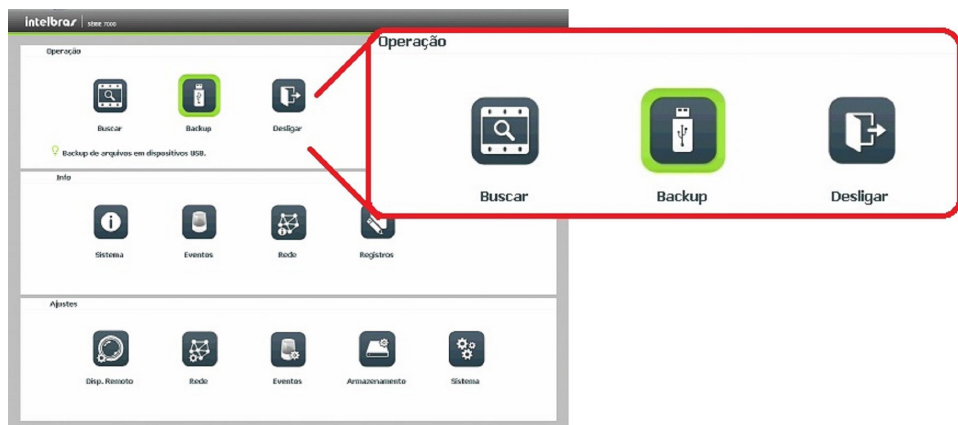 intelbras | série 7000
Operação
Buscar
Backup
Desligar
Backup de arquivos em dispositivos USB.
Info
Sistema
Eventos
Rede
Registros
Ajustes
Disp. Remoto
Rede
Eventos
Armazenamento
Sistema
Operação
Buscar
Backup
Desligar